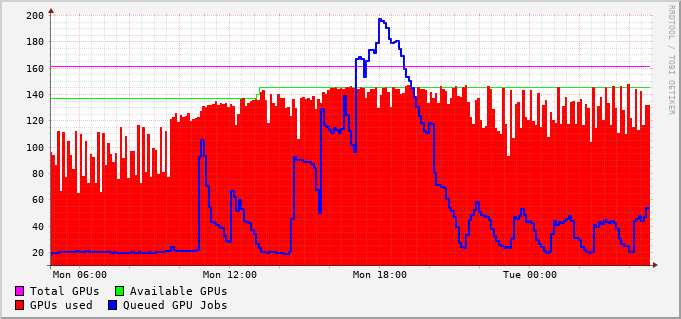 200
180
160
140
120
100
80
60
40
20
Mon 06:00 Mon 12:00 Mon 18:00 Tue 00:00
Total GPUs Available GPUs
GPUs used Queued GPU Jobs
RRDTOOL / TOBI OETIKER